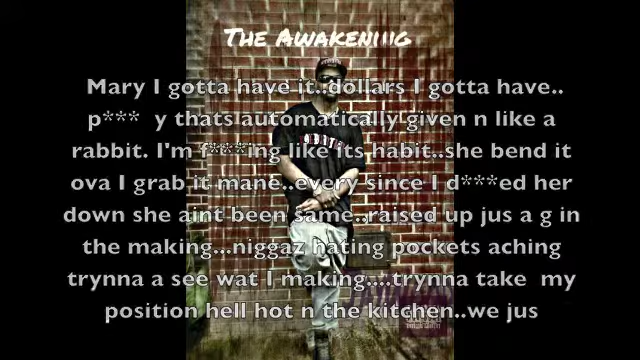 The Awakening
Mary I gotta have it..dollars I gotta have..
p***  y thats automatically given n like a
rabbit. I'm f***ing like its habit..she bend it
ova I grab it mane..every since I d***ed her
down she aint been same..raised up jus a g in
the making...niggaz hating pockets aching
trynna a see wat I making....trynna take  my
position hell hot n the kitchen..we jus